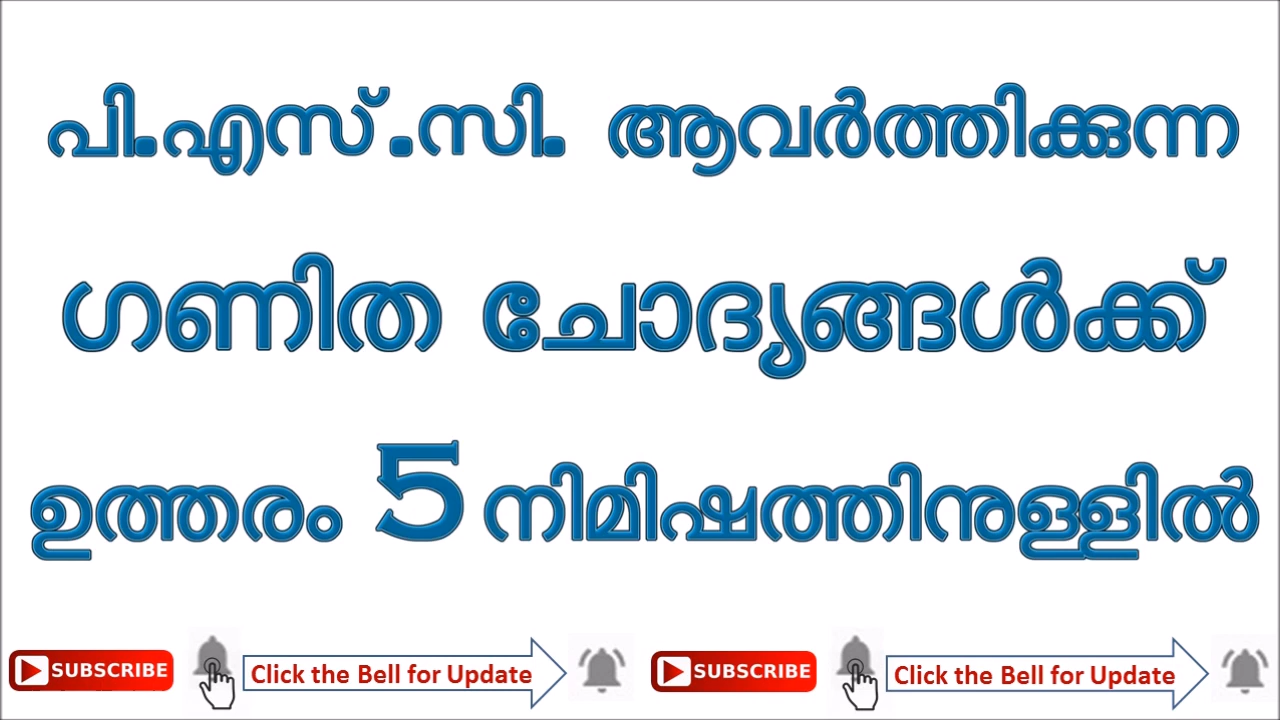 പി.എസ്.സി. ആവർത്തിക്കുന്ന
ഗണിത ചോദ്യങ്ങൾക്ക്
ഉത്തരം 5 നിമിഷത്തിനുള്ളിൽ
SUBSCRIBE Click the Bell for Update SUBSCRIBE Click the Bell for Update